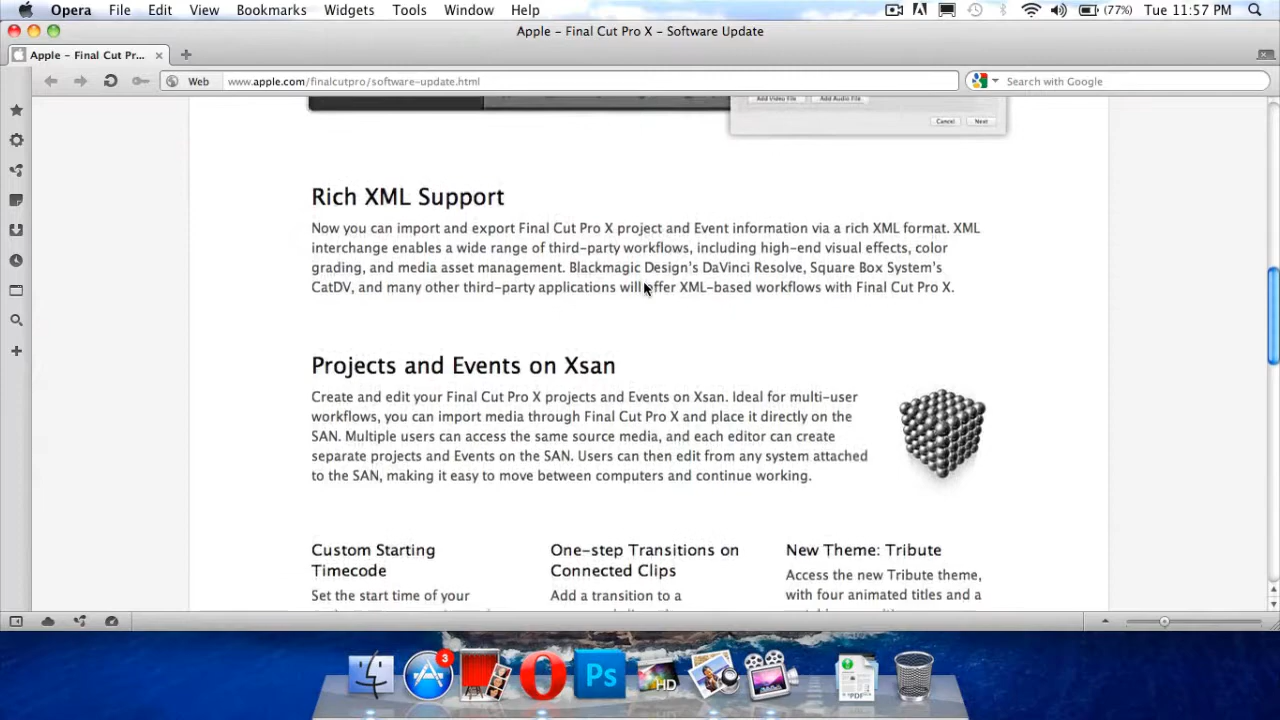 Opera File Edit View Bookmarks Widgets Tools Window Help (77%) Tue 11:57 PM
Apple – Final Cut Pro X – Software Update
Apple – Final Cut Pr...
Web www.apple.com/finalcutpro/software-update.html Search with Google
Add Video File Add Audio File
Cancel Next
Rich XML Support
Now you can import and export Final Cut Pro X project and Event information via a rich XML format. XML
interchange enables a wide range of third-party workflows, including high-end visual effects, color
grading, and media asset management. Blackmagic Design's DaVinci Resolve, Square Box System's
CatDV, and many other third-party applications will offer XML-based workflows with Final Cut Pro X.
Projects and Events on Xsan
Create and edit your Final Cut Pro X projects and Events on Xsan. Ideal for multi-user
workflows, you can import media through Final Cut Pro X and place it directly on the
SAN. Multiple users can access the same source media, and each editor can create
separate projects and Events on the SAN. Users can then edit from any system attached
to the SAN, making it easy to move between computers and continue working.
Custom Starting
Timecode
Set the start time of your
One-step Transitions on
Connected Clips
Add a transition to a
New Theme: Tribute
Access the new Tribute theme,
with four animated titles and a
3
Ps
HD
PDF